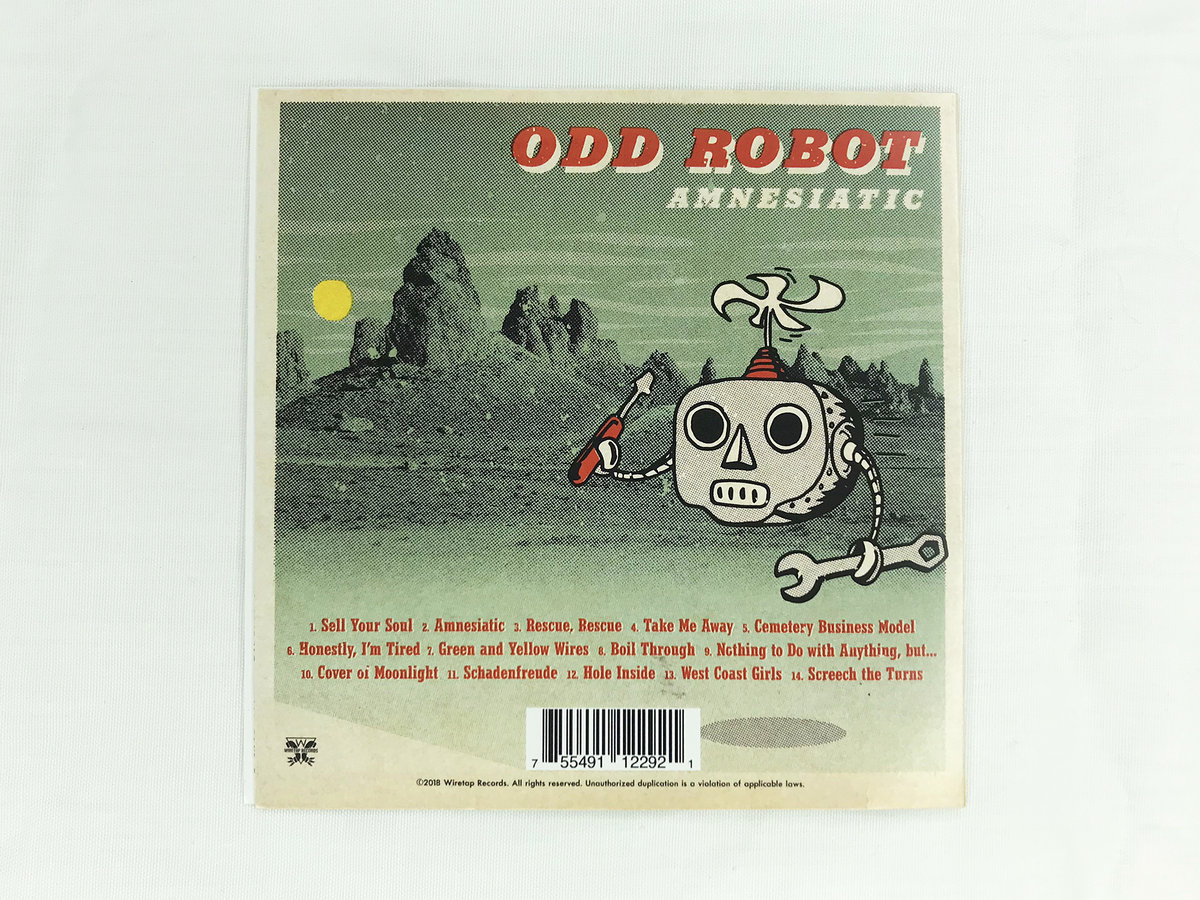 ODD ROBOT
AMNESIATIC
1. Sell Your Soul 2. Amnesiatic 3. Rescue, Rescue 4. Take Me Away 5. Cemetery Business Model
6. Honestly, I'm Tired 7. Green and Yellow Wires 8. Boil Through 9. Nothing to Do with Anything, but...
10. Cover of Moonlight 11. Schadenfreude 12. Hole Inside 13. West Coast Girls 14. Screech the Turns
W
WIRETAP RECORDS
7 55491 12292 1
©2018 Wiretap Records. All rights reserved. Unauthorized duplication is a violation of applicable laws.